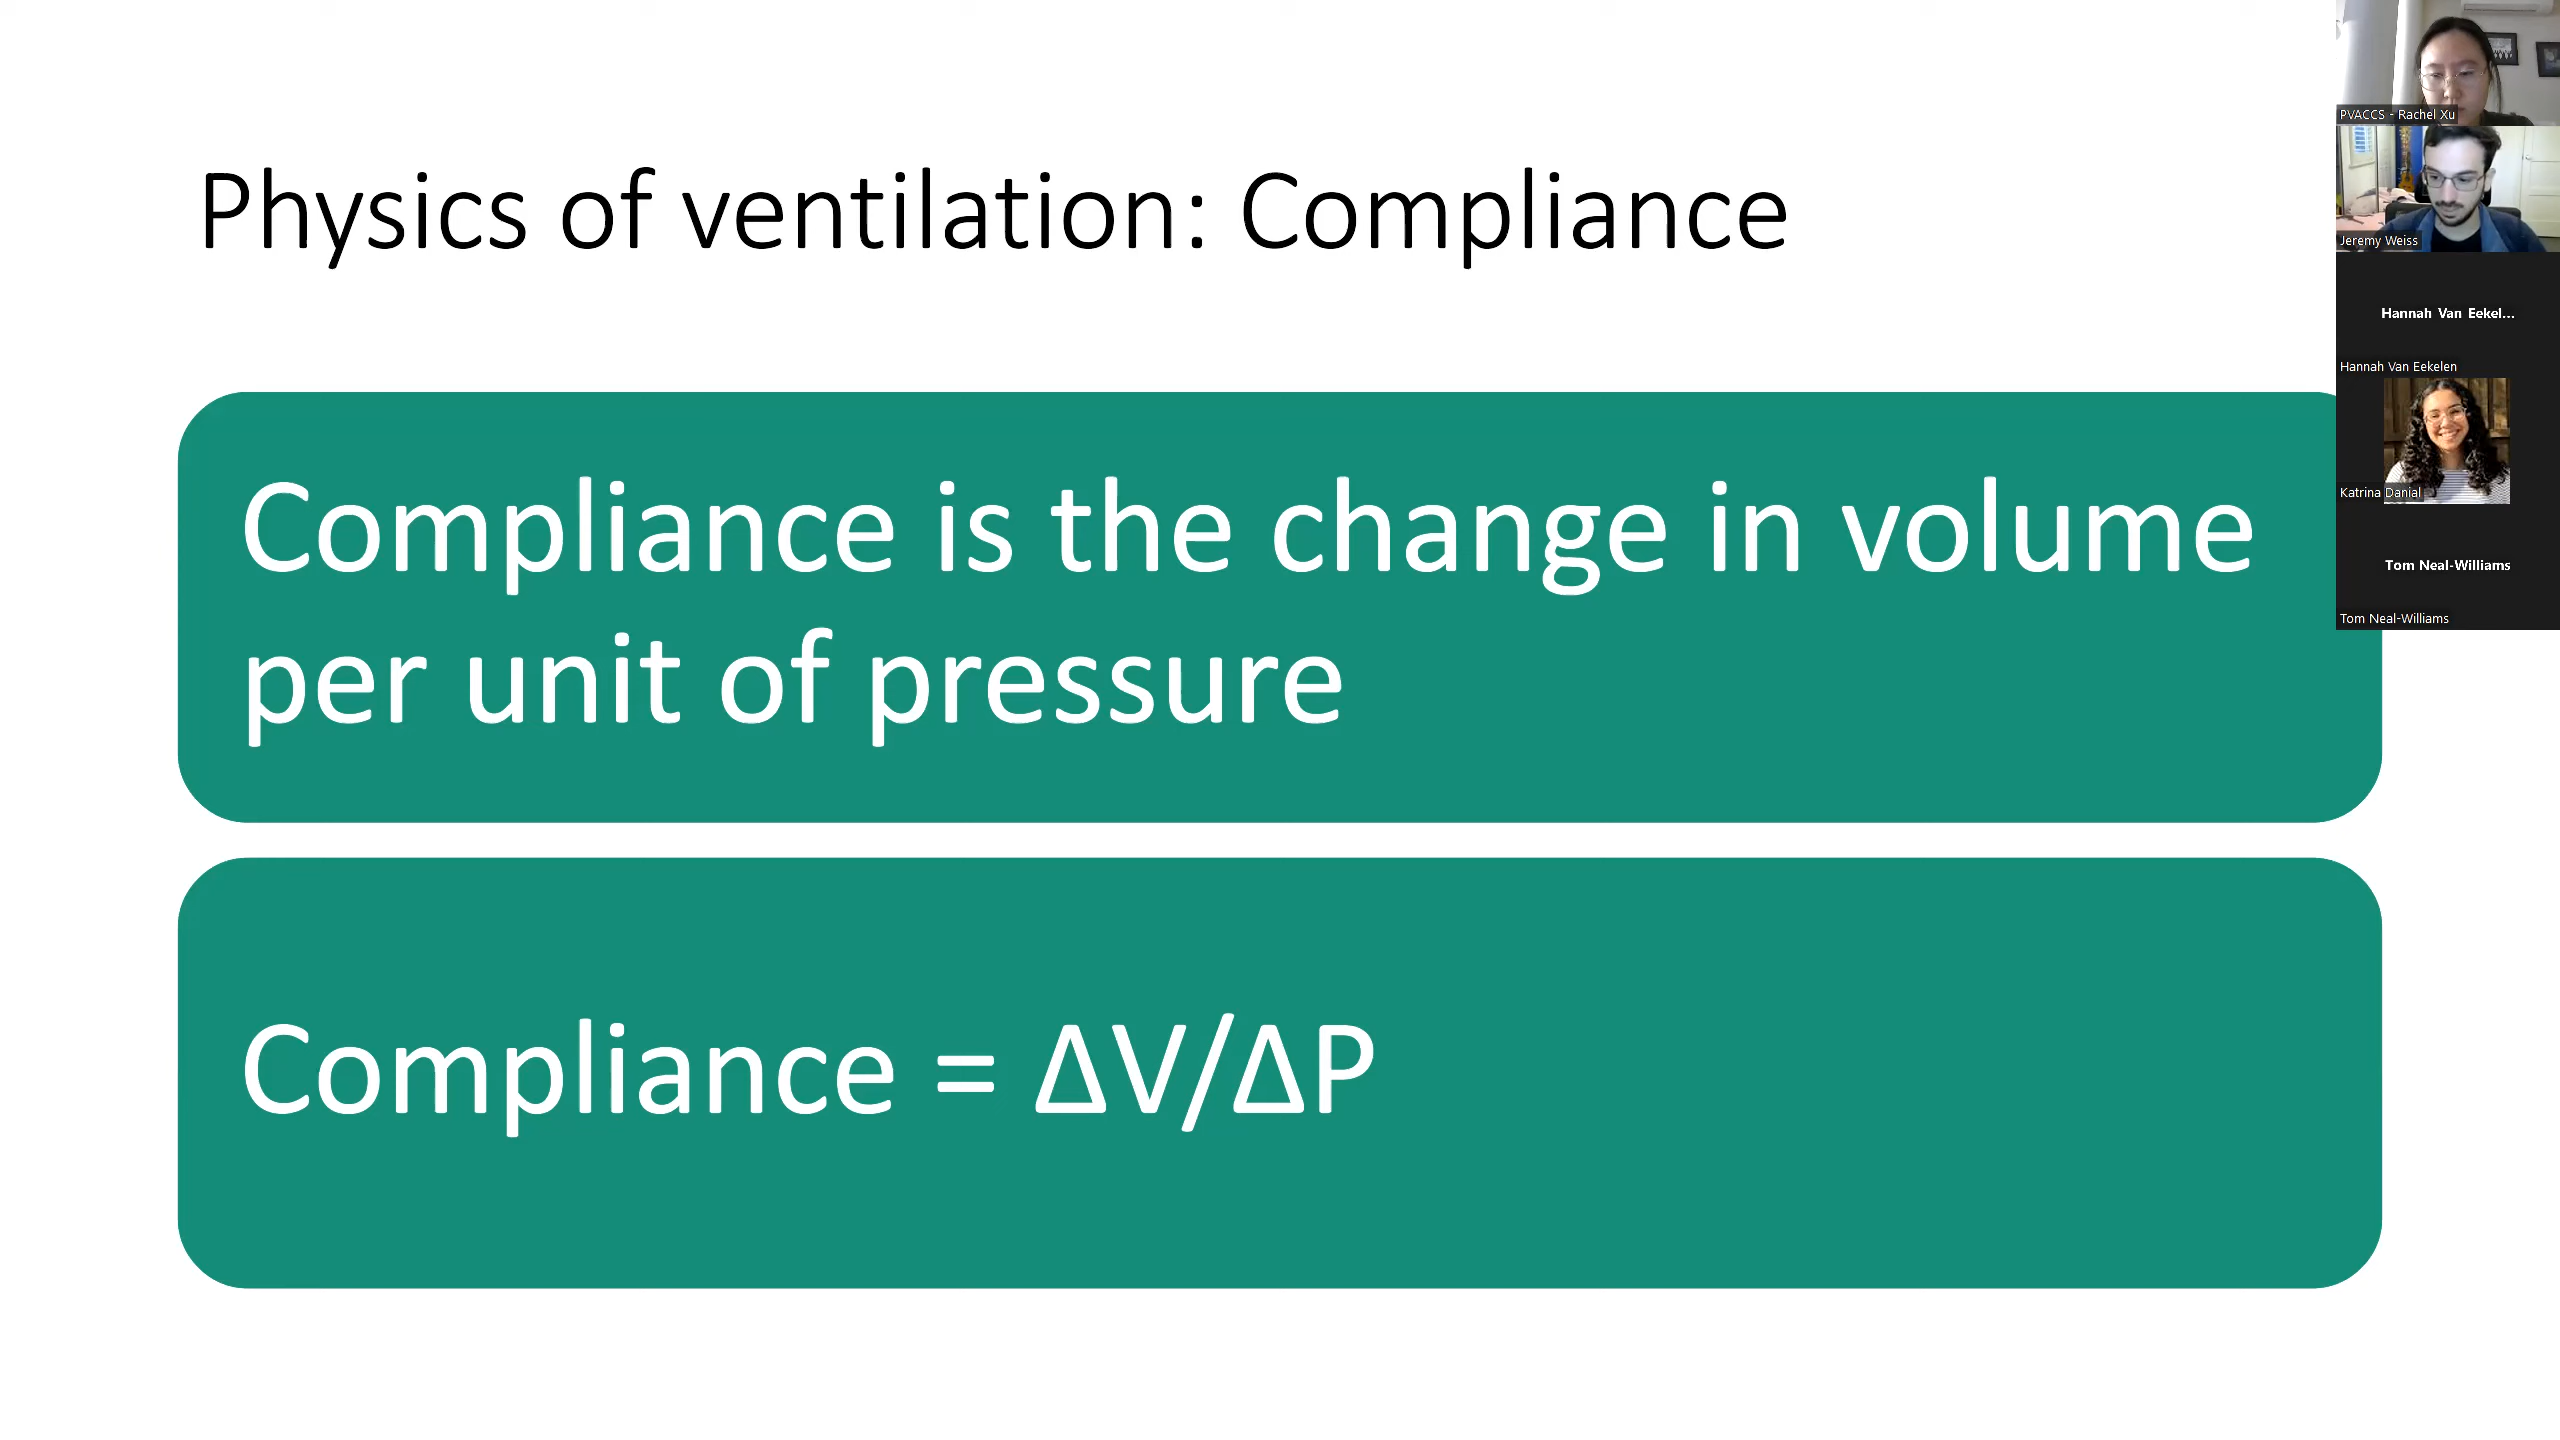 Physics of ventilation: Compliance
Compliance is the change in volume
per unit of pressure
Compliance = ΔV/ΔP
PVACCS - Rachel Xu
Jeremy Weiss
Hannah Van Eekel...
Hannah Van Eekelen
Katrina Danial
Tom Neal-Williams
Tom Neal-Williams